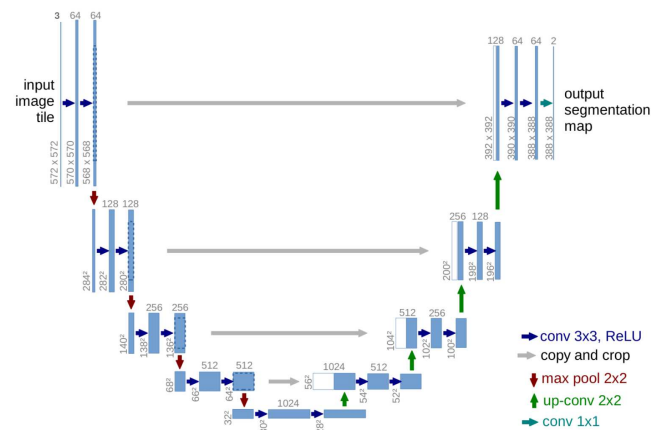 3 64 64
128 64 64 2
input
image
tile
output
segmentation
map
572 x 572
570 x 570
568 x 568
392 x 392
390 x 390
388 x 388
388 x 388
128 128
256 128
284²
282²
280²
200²
198²
196²
256 256
512 256
140²
138²
136²
104²
102²
100²
512 512
1024 512
68²
66²
64²
56²
54²
52²
1024
32²
conv 3x3, ReLU
copy and crop
max pool 2x2
up-conv 2x2
conv 1x1